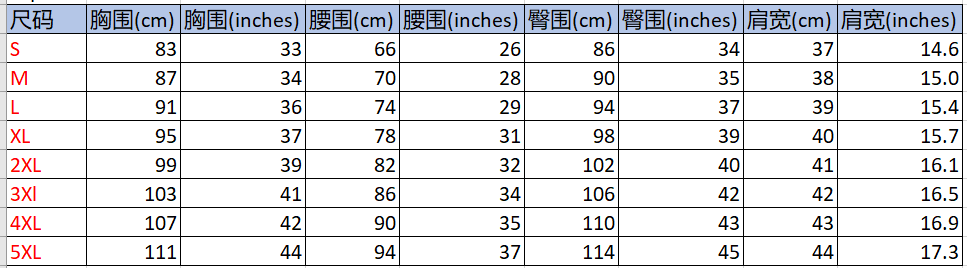 尺码 胸围(cm) 胸围(inches) 腰围(cm) 腰围(inches) 臀围(cm) 臀围(inches) 肩宽(cm) 肩宽(inches)
S 83 33 66 26 86 34 37 14.6
M 87 34 70 28 90 35 38 15.0
L 91 36 74 29 94 37 39 15.4
XL 95 37 78 31 98 39 40 15.7
2XL 99 39 82 32 102 40 41 16.1
3Xl 103 41 86 34 106 42 42 16.5
4XL 107 42 90 35 110 43 43 16.9
5XL 111 44 94 37 114 45 44 17.3